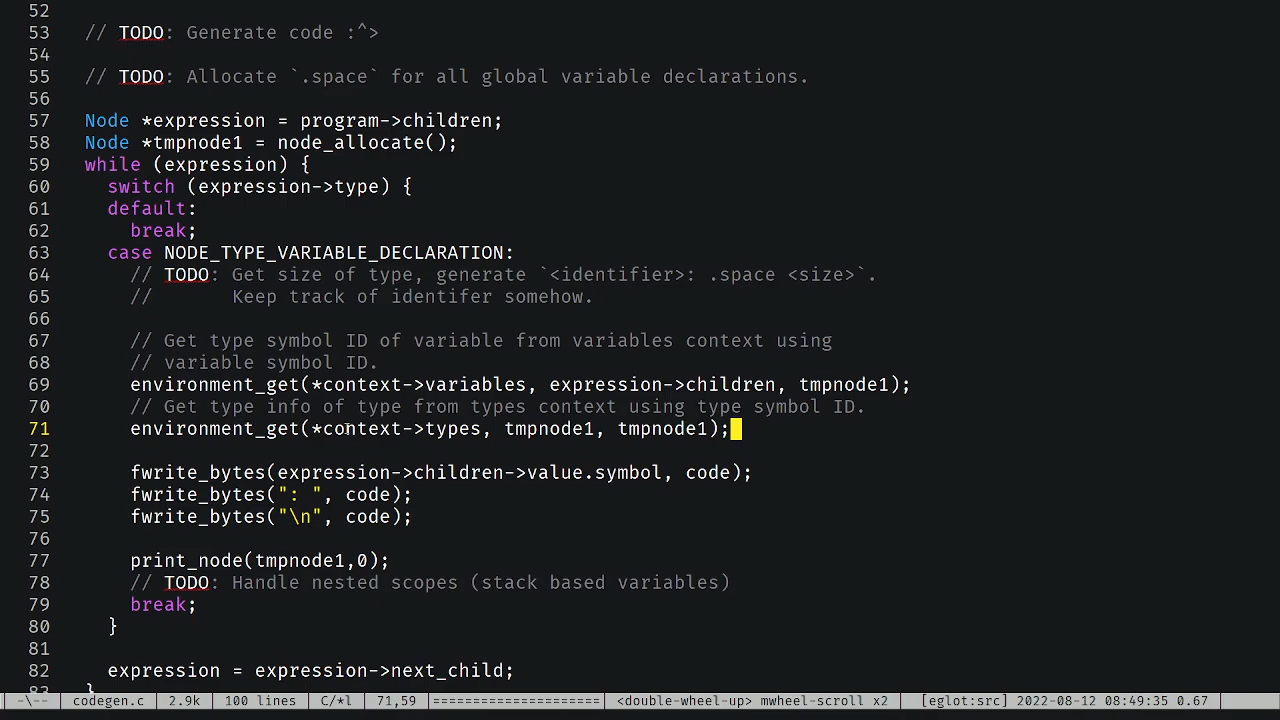 52
53 // TODO: Generate code :^>
54
55 // TODO: Allocate `.space` for all global variable declarations.
56
57 Node *expression = program->children;
58 Node *tmpnode1 = node_allocate();
59 while (expression) {
60 switch (expression->type) {
61 default:
62 break;
63 case NODE_TYPE_VARIABLE_DECLARATION:
64 // TODO: Get size of type, generate `<identifier>: .space <size>`.
65 // Keep track of identifer somehow.
66
67 // Get type symbol ID of variable from variables context using
68 // variable symbol ID.
69 environment_get(*context->variables, expression->children, tmpnode1);
70 // Get type info of type from types context using type symbol ID.
71 environment_get(*context->types, tmpnode1, tmpnode1);
72
73 fwrite_bytes(expression->children->value.symbol, code);
74 fwrite_bytes(": ", code);
75 fwrite_bytes("\n", code);
76
77 print_node(tmpnode1,0);
78 // TODO: Handle nested scopes (stack based variables)
79 break;
80 }
81
82 expression = expression->next_child;
83 }
-\-- codegen.c 2.9k 100 lines C/*l 71,59 ==================== <double-wheel-up> mwheel-scroll x2 [eglot:src] 2022-08-12 08:49:35 0.67